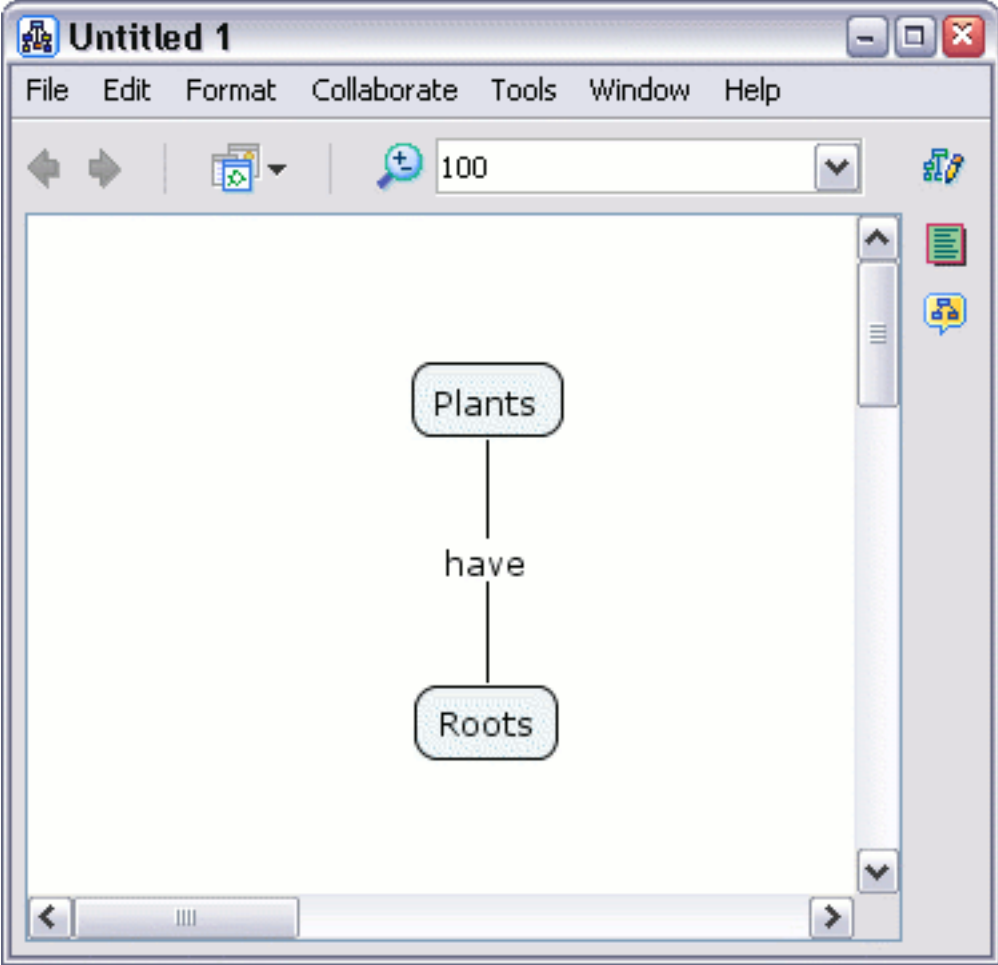 Untitled 1
File Edit Format Collaborate Tools Window Help
100
Plants
have
Roots